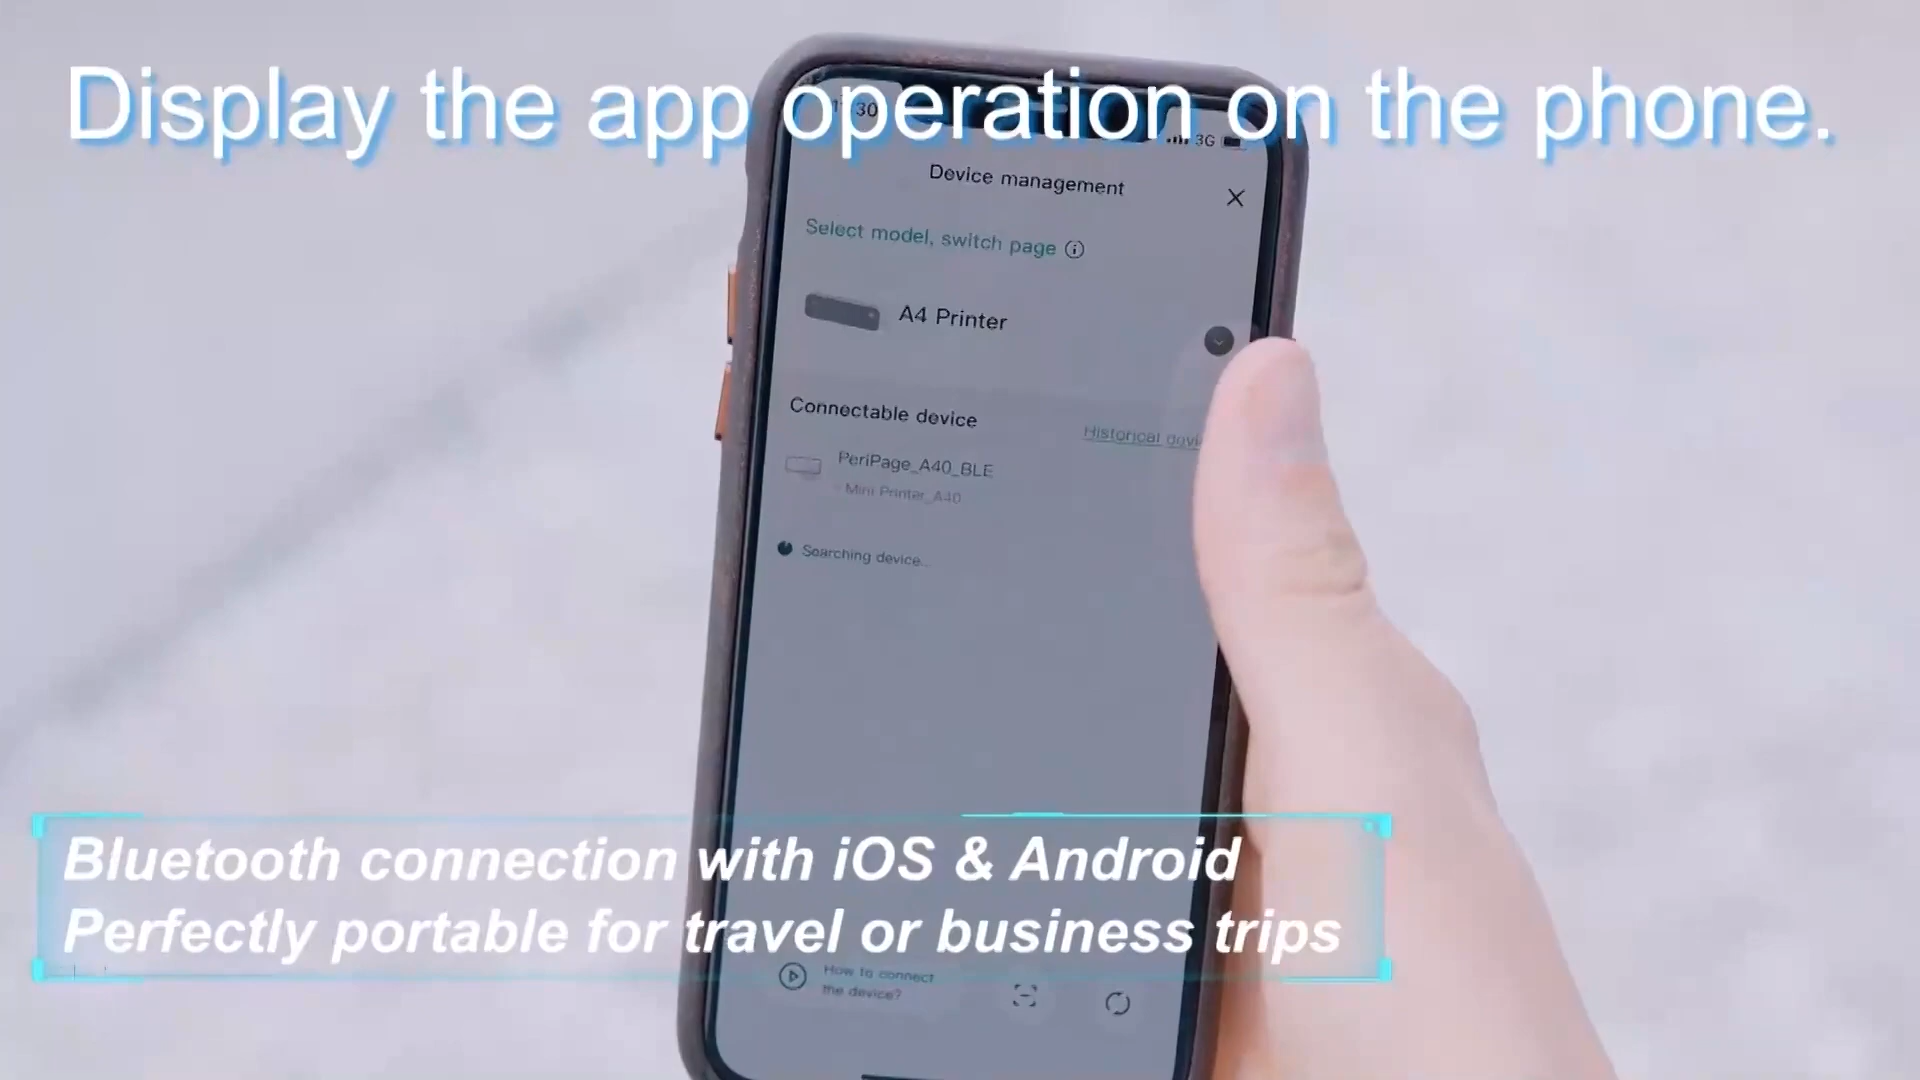 Display the app operation on the phone.
30
3G
Device management
Select model, switch page
A4 Printer
Connectable device
Historical
PeriPage_A40_BLE
Mini Printer_A40
Searching device...
Bluetooth connection with iOS & Android
Perfectly portable for travel or business trips
How to connect
the device?